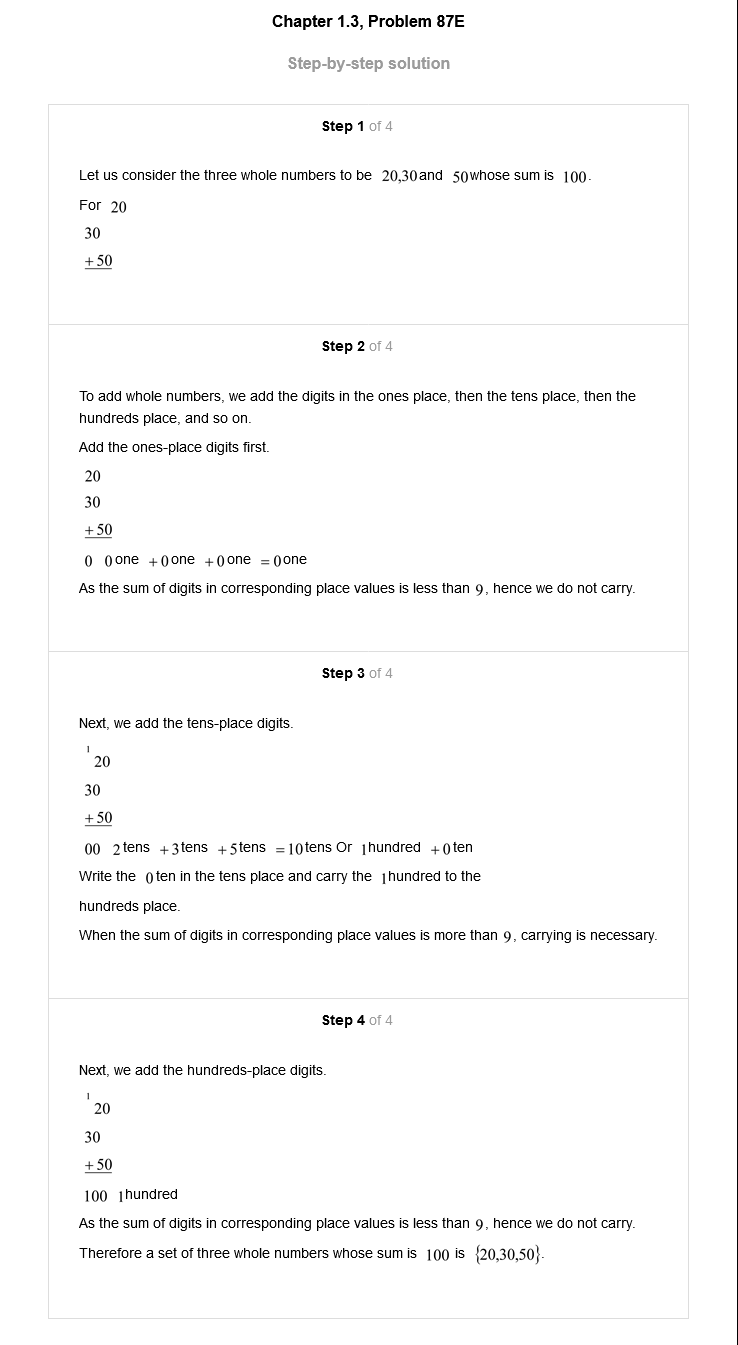 Chapter 1.3, Problem 87E
Step-by-step solution
Step 1 of 4
Let us consider the three whole numbers to be 20,30 and 50 whose sum is 100.
For 20
30
+50
Step 2 of 4
To add whole numbers, we add the digits in the ones place, then the tens place, then the
hundreds place, and so on.
Add the ones-place digits first.
20
30
+50
0 0 one +0 one +0 one =0 one
As the sum of digits in corresponding place values is less than 9, hence we do not carry.
Step 3 of 4
Next, we add the tens-place digits.
1
20
30
+50
00 2 tens +3 tens +5 tens =10 tens Or 1 hundred +0 ten
Write the 0 ten in the tens place and carry the 1 hundred to the
hundreds place.
When the sum of digits in corresponding place values is more than 9, carrying is necessary.
Step 4 of 4
Next, we add the hundreds-place digits.
1
20
30
+50
100 1 hundred
As the sum of digits in corresponding place values is less than 9, hence we do not carry.
Therefore a set of three whole numbers whose sum is 100 is {20,30,50}.